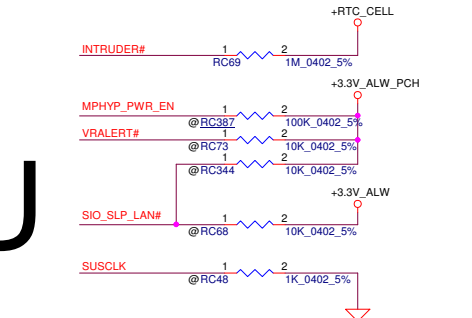 +RTC_CELL
INTRUDER# 1 2
RC69 1M_0402_5%
+3.3V_ALW_PCH
MPHYP_PWR_EN 1 2
@RC387 100K_0402_5%
VRALERT# 1 2
@RC73 10K_0402_5%
1 2
@RC344 10K_0402_5%
+3.3V_ALW
SIO_SLP_LAN# 1 2
@RC68 10K_0402_5%
SUSCLK 1 2
@RC48 1K_0402_5%